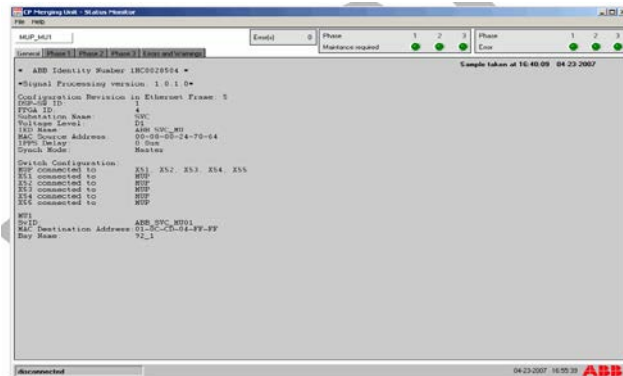 CP Merging Unit - Status Monitor
File Help
MUP_MU1
Error(s) 0
Phase 1 2 3
Maintance required
Phase 1 2 3
Error
General Phase 1 Phase 2 Phase 3 Errors and Warnings
Sample taken at 16:40:09 04-23-2007
* ABB Identity Number 1HC0028504 *
*Signal Processing version: 1.0.1.0*
Configuration Revision in Ethernet Frame: 5
DSP-SW ID: 1
FPGA ID: 4
Substation Name: SVC
Voltage Level: D1
IED Name: ABB_SVC_MU
MAC Source Address: 00-00-00-24-70-64
1PPS Delay: 0.0us
Synch Mode: Master
Switch Configuration:
MUP connected to X51, X52, X53, X54, X55
X51 connected to MUP
X52 connected to MUP
X53 connected to MUP
X54 connected to MUP
X55 connected to MUP
MU1
SvID: ABB_SVC_MU01
MAC Destination Address: 01-0C-CD-04-FF-FF
Bay Name: 92_1
disconnected
04-23-2007 16:55:39 ABB